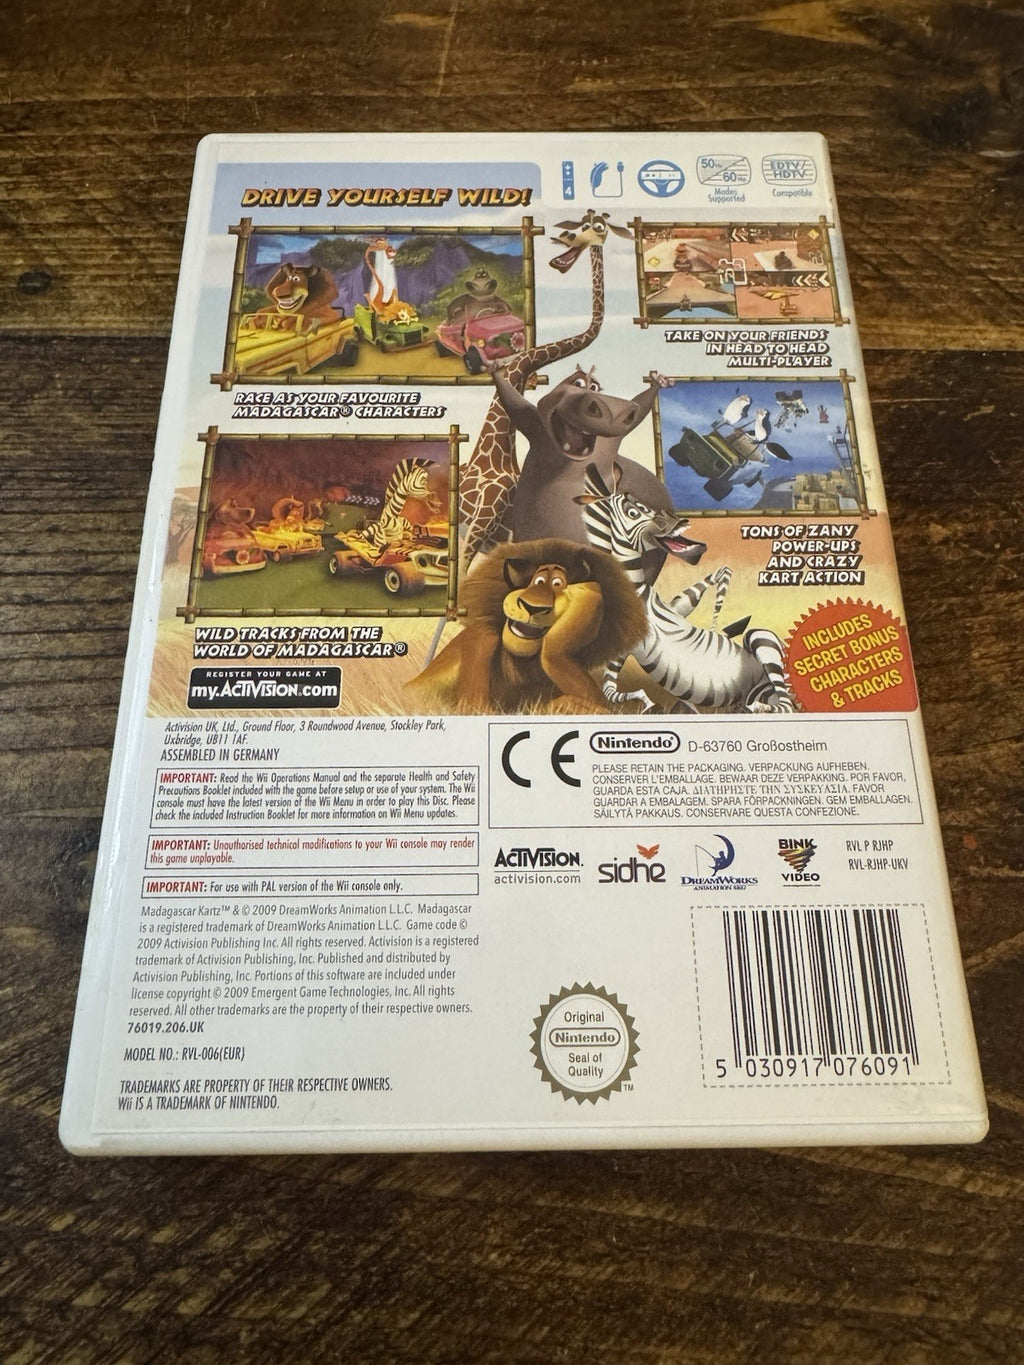 DRIVE YOURSELF WILD!
4
50Hz
60Hz
Modes
Supported
EDTV/
HDTV
Compatible
RACE AS YOUR FAVOURITE
MADAGASCAR® CHARACTERS
TAKE ON YOUR FRIENDS
IN HEAD TO HEAD
MULTI-PLAYER
TONS OF ZANY
POWER-UPS
AND CRAZY
KART ACTION
WILD TRACKS FROM THE
WORLD OF MADAGASCAR®
INCLUDES
SECRET BONUS
CHARACTERS
& TRACKS
REGISTER YOUR GAME AT
my.ACTIVISION.com
Activision UK, Ltd., Ground Floor, 3 Roundwood Avenue, Stockley Park,
Uxbridge, UB11 1AF.
ASSEMBLED IN GERMANY
IMPORTANT: Read the Wii Operations Manual and the separate Health and Safety
Precautions Booklet included with the game before setup or use of your system. The Wii
console must have the latest version of the Wii Menu in order to play this Disc. Please
check the included Instruction Booklet for more information on Wii Menu updates.
IMPORTANT: Unauthorised technical modifications to your Wii console may render
this game unplayable.
IMPORTANT: For use with PAL version of the Wii console only.
Madagascar Kartz™ & © 2009 DreamWorks Animation L.L.C. Madagascar
is a registered trademark of DreamWorks Animation L.L.C. Game code ©
2009 Activision Publishing Inc. All rights reserved. Activision is a registered
trademark of Activision Publishing, Inc. Published and distributed by
Activision Publishing, Inc. Portions of this software are included under
license copyright © 2009 Emergent Game Technologies, Inc. All rights
reserved. All other trademarks are the property of their respective owners.
76019.206.UK
MODEL NO.: RVL-006(EUR)
TRADEMARKS ARE PROPERTY OF THEIR RESPECTIVE OWNERS.
Wii IS A TRADEMARK OF NINTENDO.
CE
Nintendo® D-63760 Großostheim
PLEASE RETAIN THE PACKAGING. VERPACKUNG AUFHEBEN.
CONSERVER L'EMBALLAGE. BEWAAR DEZE VERPAKKING. POR FAVOR,
GUARDA ESTA CAJA. ΔΙΑΤΗΡΗΣΤΕ ΤΗΝ ΣΥΣΚΕΥΑΣΙΑ. FAVOR
GUARDAR A EMBALAGEM. SPARA FÖRPACKNINGEN. GEM EMBALLAGEN.
SÄILYTÄ PAKKAUS. CONSERVARE QUESTA CONFEZIONE.
ACTIVISION.
activision.com
sidhe
DREAMWORKS
ANIMATION SKG
BINK
VIDEO
RVL P RJHP
RVL-RJHP-UKV
Original
Nintendo
Seal of
Quality
TM
5 030917 076091